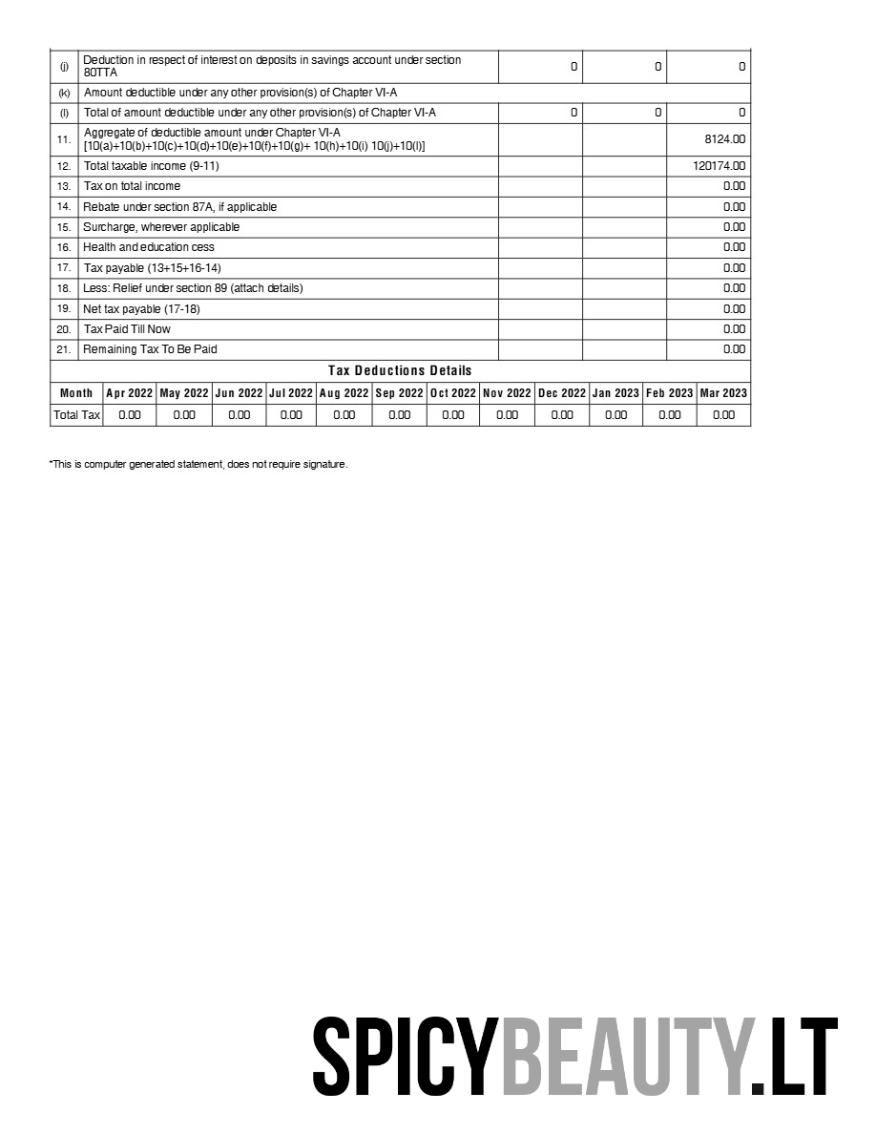 (j) Deduction in respect of interest on deposits in savings account under section 80TTA 0 0 0
(k) Amount deductible under any other provision(s) of Chapter VI-A
(l) Total of amount deductible under any other provision(s) of Chapter VI-A 0 0 0
11. Aggregate of deductible amount under Chapter VI-A
[10(a)+10(b)+10(c)+10(d)+10(e)+10(f)+10(g)+ 10(h)+10(i) 10(j)+10(l)] 8124.00
12. Total taxable income (9-11) 120174.00
13. Tax on total income 0.00
14. Rebate under section 87A, if applicable 0.00
15. Surcharge, wherever applicable 0.00
16. Health and education cess 0.00
17. Tax payable (13+15+16-14) 0.00
18. Less: Relief under section 89 (attach details) 0.00
19. Net tax payable (17-18) 0.00
20. Tax Paid Till Now 0.00
21. Remaining Tax To Be Paid 0.00
Tax Deductions Details
Month Apr 2022 May 2022 Jun 2022 Jul 2022 Aug 2022 Sep 2022 Oct 2022 Nov 2022 Dec 2022 Jan 2023 Feb 2023 Mar 2023
Total Tax 0.00 0.00 0.00 0.00 0.00 0.00 0.00 0.00 0.00 0.00 0.00 0.00
*This is computer generated statement, does not require signature.
SPICYBEAUTY.LT